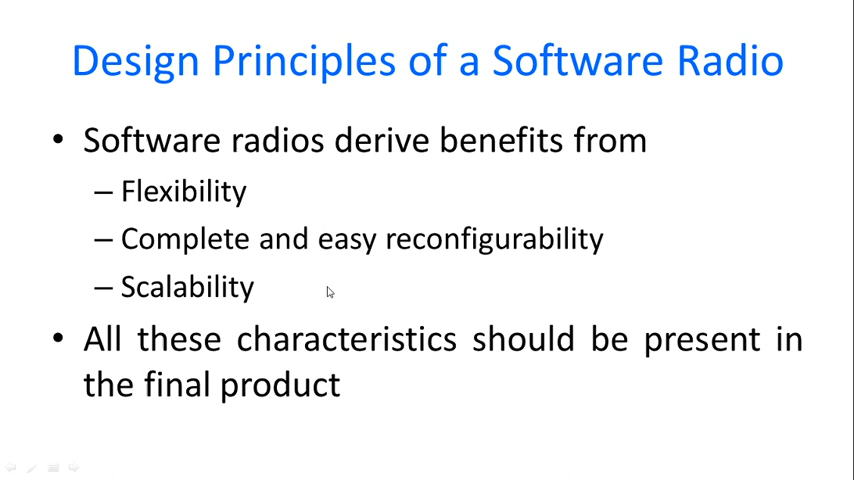 Design Principles of a Software Radio
• Software radios derive benefits from
– Flexibility
– Complete and easy reconfigurability
– Scalability
• All these characteristics should be present in
the final product